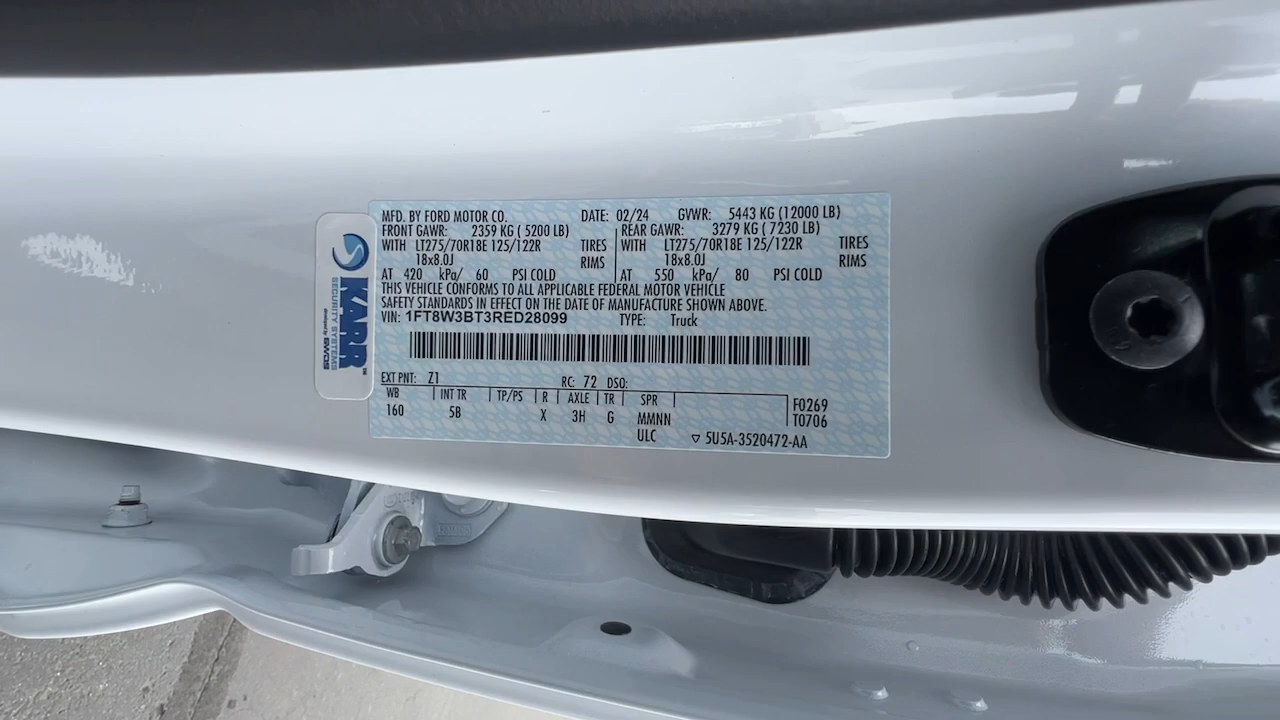 MFD. BY FORD MOTOR CO. DATE: 02/24 GVWR: 5443 KG (12000 LB)
FRONT GAWR: 2359 KG ( 5200 LB) REAR GAWR: 3279 KG ( 7230 LB)
WITH LT275/70R18E 125/122R TIRES WITH LT275/70R18E 125/122R TIRES
18x8.0J RIMS 18x8.0J RIMS
AT 420 kPa/ 60 PSI COLD AT 550 kPa/ 80 PSI COLD
THIS VEHICLE CONFORMS TO ALL APPLICABLE FEDERAL MOTOR VEHICLE
SAFETY STANDARDS IN EFFECT ON THE DATE OF MANUFACTURE SHOWN ABOVE.
VIN: 1FT8W3BT3RED28099 TYPE: Truck
EXT PNT: Z1 RC: 72 DSO:
WB INT TR TP/PS R AXLE TR SPR F0269
160 5B X 3H G MMNN T0706
ULC 5U5A-3520472-AA
KARR™
SECURITY SYSTEMS